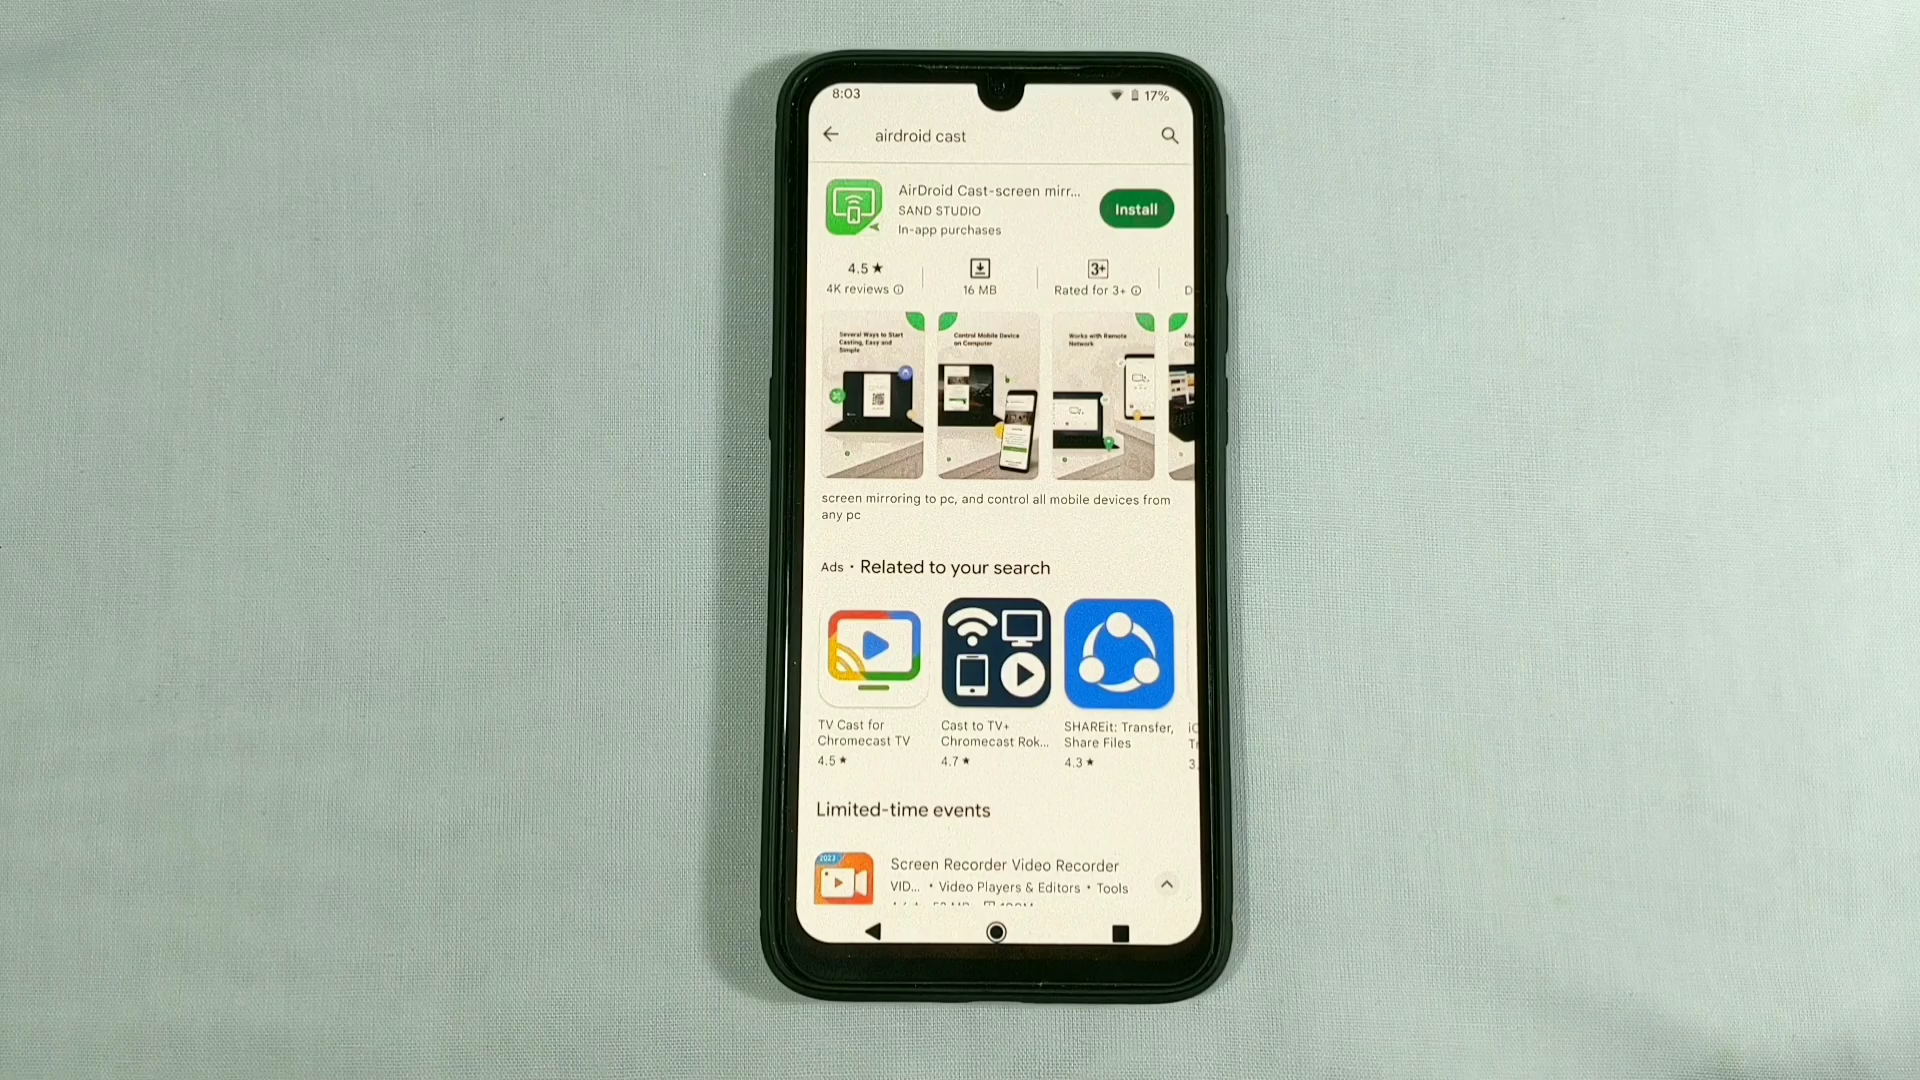 8:03
17%
airdroid cast
AirDroid Cast-screen mirr...
SAND STUDIO
In-app purchases
Install
4.5 ★
4K reviews
16 MB
3+
Rated for 3+
D
Several Ways to Start
Casting, Easy and
Simple
Control Mobile Device
on Computer
Works with Remote
Network
screen mirroring to pc, and control all mobile devices from
any pc
Ads • Related to your search
TV Cast for
Chromecast TV
4.5 ★
Cast to TV+
Chromecast Rok...
4.7 ★
SHAREit: Transfer,
Share Files
4.3 ★
Limited-time events
2023
Screen Recorder Video Recorder
VID... • Video Players & Editors • Tools